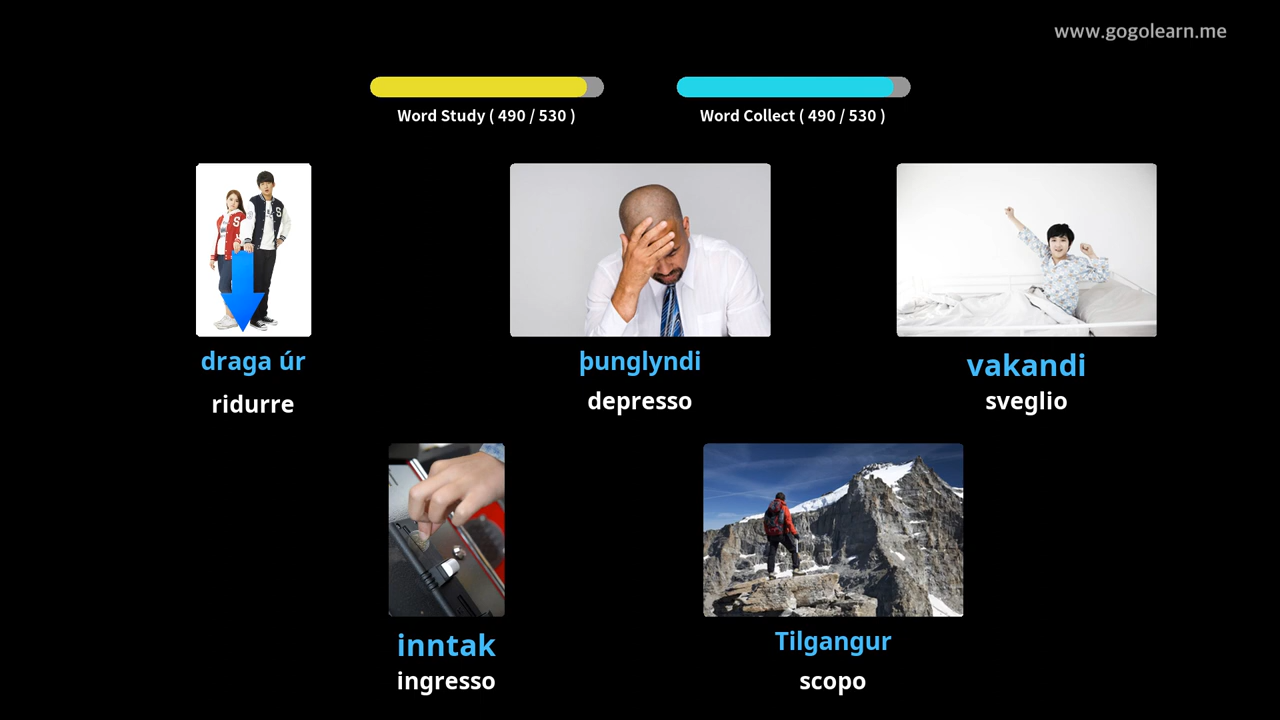 www.gogolearn.me
Word Study ( 490 / 530 )
Word Collect ( 490 / 530 )
S
S
draga úr
ridurre
þunglyndi
depresso
vakandi
sveglio
inntak
ingresso
Tilgangur
scopo